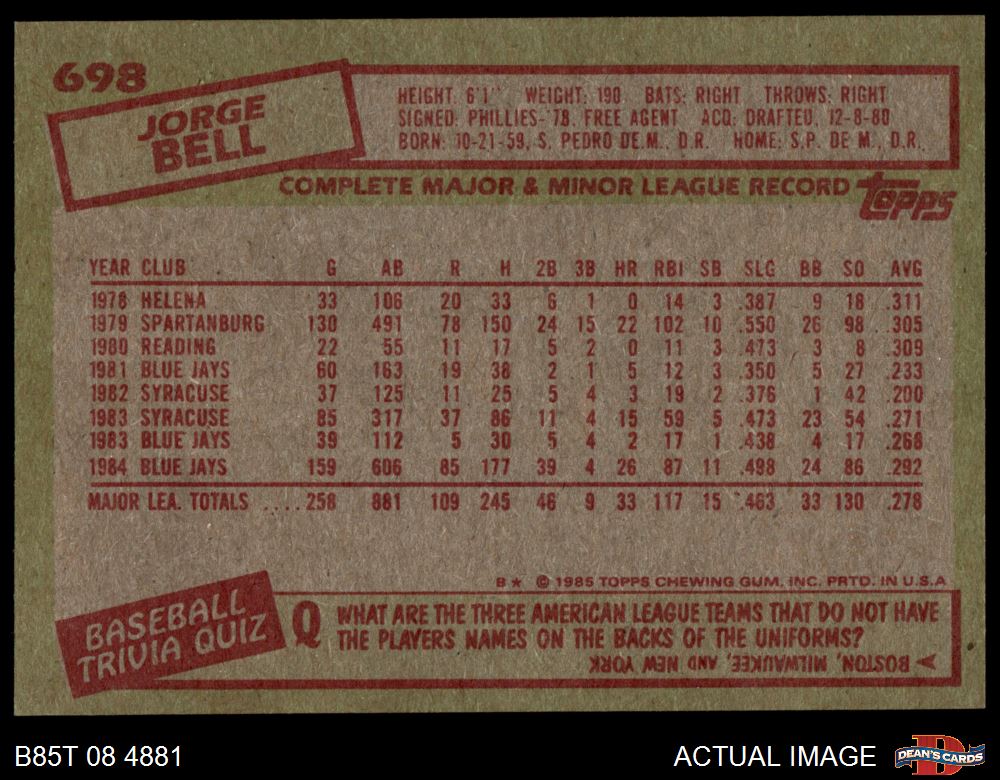 698
JORGE
BELL
HEIGHT: 6'1" WEIGHT: 190 BATS: RIGHT THROWS: RIGHT
SIGNED: PHILLIES-'78, FREE AGENT ACQ: DRAFTED, 12-8-80
BORN: 10-21-59, S. PEDRO DE M., D.R. HOME: S.P. DE M., D.R.
COMPLETE MAJOR & MINOR LEAGUE RECORD
topps
YEAR CLUB G AB R H 2B 3B HR RBI SB SLG BB SO AVG
1978 HELENA 33 106 20 33 6 1 0 14 3 .387 9 18 .311
1979 SPARTANBURG 130 491 78 150 24 15 22 102 10 .550 26 98 .305
1980 READING 22 55 11 17 5 2 0 11 3 .473 3 8 .309
1981 BLUE JAYS 60 163 19 38 2 1 5 12 3 .350 5 27 .233
1982 SYRACUSE 37 125 11 25 5 4 3 19 2 .376 1 42 .200
1983 SYRACUSE 85 317 37 86 11 4 15 59 5 .473 23 54 .271
1983 BLUE JAYS 39 112 5 30 5 4 2 17 1 .438 4 17 .268
1984 BLUE JAYS 159 606 85 177 39 4 26 87 11 .498 24 86 .292
MAJOR LEA. TOTALS ....258 881 109 245 46 9 33 117 15 .463 33 130 .278
B★ © 1985 TOPPS CHEWING GUM, INC. PRTD. IN U.S.A
BASEBALL
TRIVIA QUIZ
Q WHAT ARE THE THREE AMERICAN LEAGUE TEAMS THAT DO NOT HAVE
THE PLAYERS NAMES ON THE BACKS OF THE UNIFORMS?
BOSTON, MILWAUKEE, AND NEW YORK
B85T 08 4881
ACTUAL IMAGE
DEAN'S CARDS